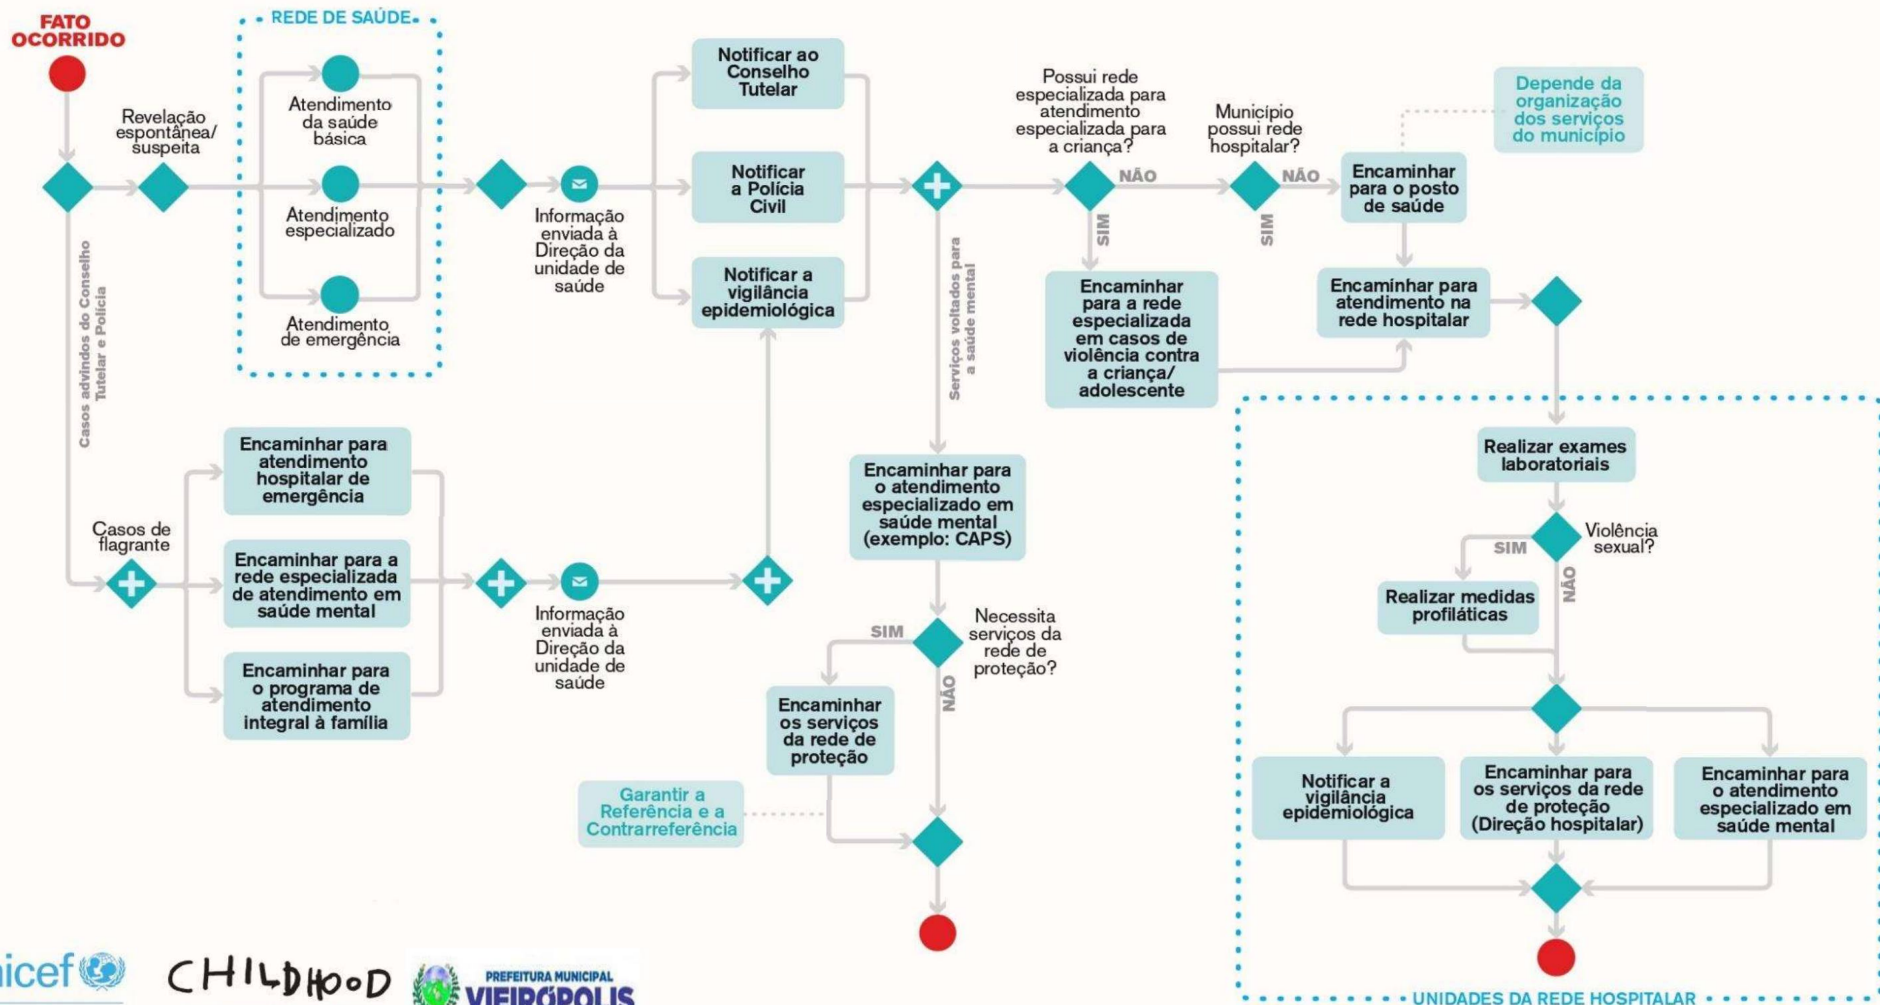 FATO
OCORRIDO
REDE DE SAÚDE
Revelação
espontânea/
suspeita
Atendimento
da saúde
básica
Atendimento
especializado
Atendimento
de emergência
Informação
enviada à
Direção da
unidade de
saúde
Notificar ao
Conselho
Tutelar
Notificar
a Polícia
Civil
Notificar a
vigilância
epidemiológica
Possui rede
especializada para
atendimento
especializada para
a criança?
NÃO
SIM
Município
possui rede
hospitalar?
NÃO
SIM
Encaminhar
para o posto
de saúde
Depende da
organização
dos serviços
do município
Encaminhar
para a rede
especializada
em casos de
violência contra
a criança/
adolescente
Encaminhar para
atendimento na
rede hospitalar
Casos advindos do Conselho
Tutelar e Polícia
Casos de
flagrante
Encaminhar para
atendimento
hospitalar de
emergência
Encaminhar para a
rede especializada
de atendimento em
saúde mental
Encaminhar para
o programa de
atendimento
integral à família
Informação
enviada à
Direção da
unidade de
saúde
Serviços voltados para
a saúde mental
Encaminhar para
o atendimento
especializado em
saúde mental
(exemplo: CAPS)
Necessita
serviços da
rede de
proteção?
SIM
NÃO
Encaminhar
os serviços
da rede de
proteção
Garantir a
Referência e a
Contrarreferência
Realizar exames
laboratoriais
Violência
sexual?
SIM
NÃO
Realizar medidas
profiláticas
Notificar a
vigilância
epidemiológica
Encaminhar para
os serviços da rede
de proteção
(Direção hospitalar)
Encaminhar para
o atendimento
especializado em
saúde mental
UNIDADES DA REDE HOSPITALAR
nicef
CHILDHOOD
PREFEITURA MUNICIPAL
VIEIRÓPOLIS